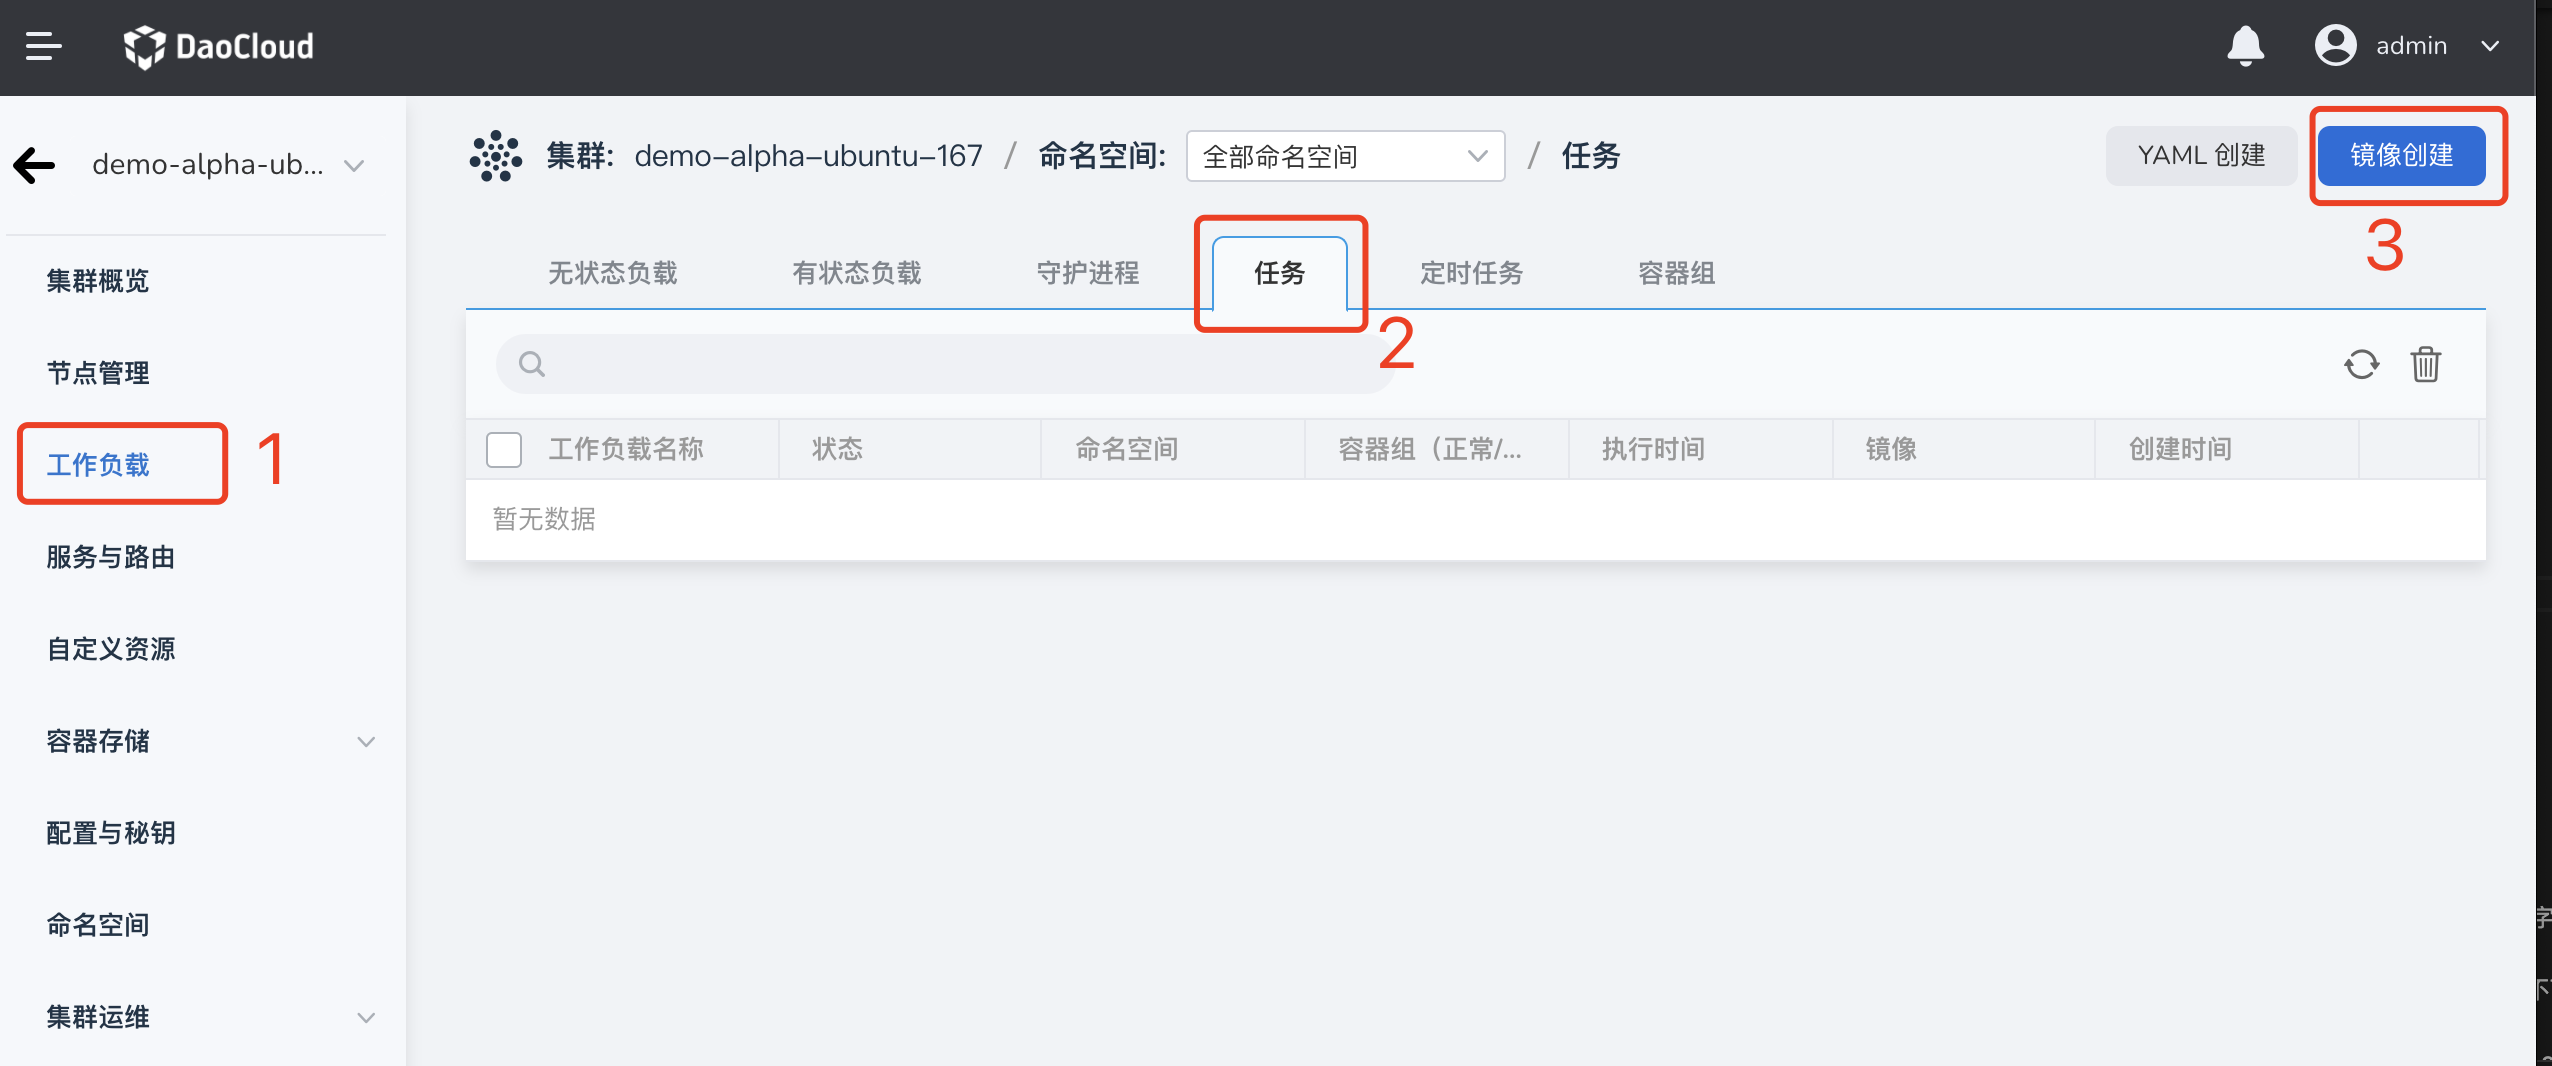 DaoCloud
admin
demo-alpha-ub...
集群: demo-alpha-ubuntu-167 / 命名空间: 全部命名空间 / 任务
YAML 创建
镜像创建
3
无状态负载 有状态负载 守护进程 任务 定时任务 容器组
2
集群概览
节点管理
工作负载
1
服务与路由
自定义资源
容器存储
配置与秘钥
命名空间
集群运维
工作负载名称 状态 命名空间 容器组（正常/... 执行时间 镜像 创建时间
暂无数据